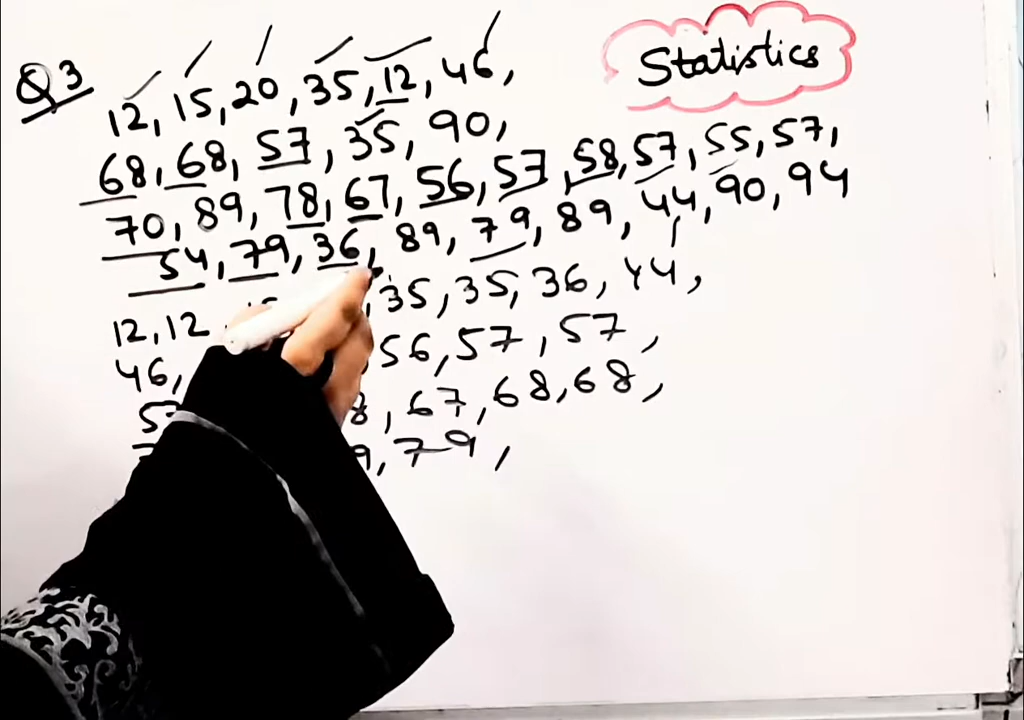 Statistics
Q3
12, 15, 20, 35, 12, 46,
68, 68, 57, 35, 90,
70, 89, 78, 67, 56, 57, 58, 57, 55, 57,
54, 79, 36, 89, 79, 89, 44, 90, 94
12, 12 , 35, 35, 36, 44,
46, 56, 57, 57,
, 67, 68, 68,
, 79,